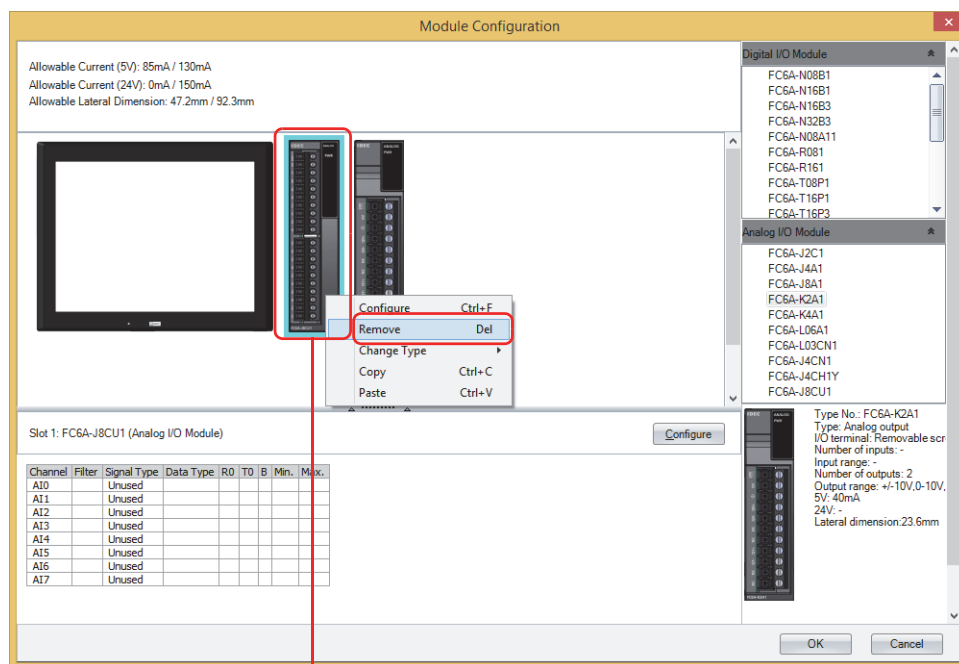 Module Configuration
Allowable Current (5V): 85mA / 130mA
Allowable Current (24V): 0mA / 150mA
Allowable Lateral Dimension: 47.2mm / 92.3mm
Digital I/O Module
FC6A-N08B1
FC6A-N16B1
FC6A-N16B3
FC6A-N32B3
FC6A-N08A11
FC6A-R081
FC6A-R161
FC6A-T08P1
FC6A-T16P1
FC6A-T16P3
Analog I/O Module
FC6A-J2C1
FC6A-J4A1
FC6A-J8A1
FC6A-K2A1
FC6A-K4A1
FC6A-L06A1
FC6A-L03CN1
FC6A-J4CN1
FC6A-J4CH1Y
FC6A-J8CU1
Configure Ctrl+F
Remove Del
Change Type
Copy Ctrl+C
Paste Ctrl+V
Slot 1: FC6A-J8CU1 (Analog I/O Module)
Configure
Channel Filter Signal Type Data Type R0 T0 B Min. Max.
AI0 Unused
AI1 Unused
AI2 Unused
AI3 Unused
AI4 Unused
AI5 Unused
AI6 Unused
AI7 Unused
Type No.: FC6A-K2A1
Type: Analog output
I/O terminal: Removable scr
Number of inputs: -
Input range: -
Number of outputs: 2
Output range: +/-10V,0-10V,
5V: 40mA
24V: -
Lateral dimension:23.6mm
OK
Cancel